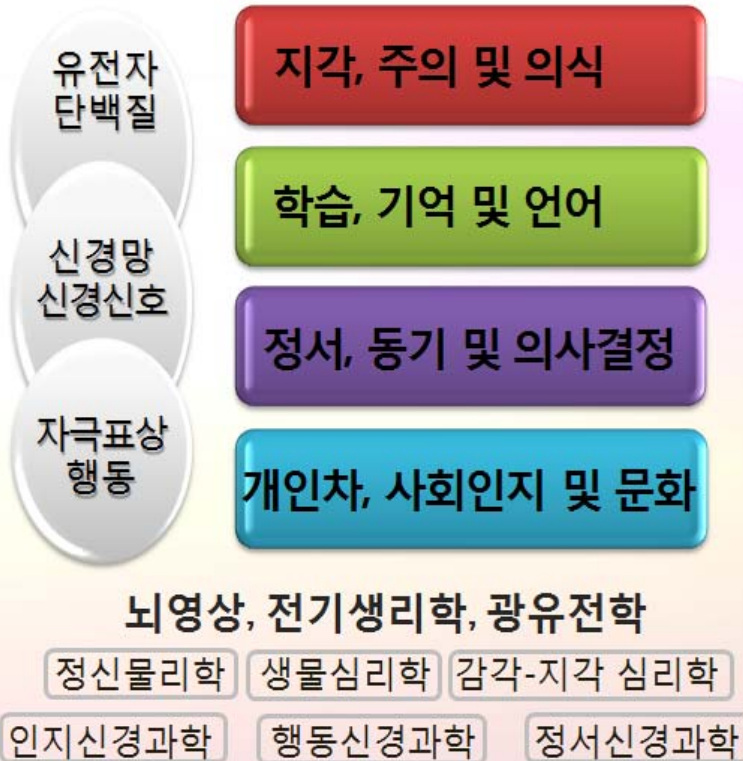 유전자
단백질
지각, 주의 및 의식
학습, 기억 및 언어
신경망
신경신호
정서, 동기 및 의사결정
자극표상
행동
개인차, 사회인지 및 문화
뇌영상, 전기생리학, 광유전학
정신물리학 생물심리학 감각-지각 심리학
인지신경과학 행동신경과학 정서신경과학